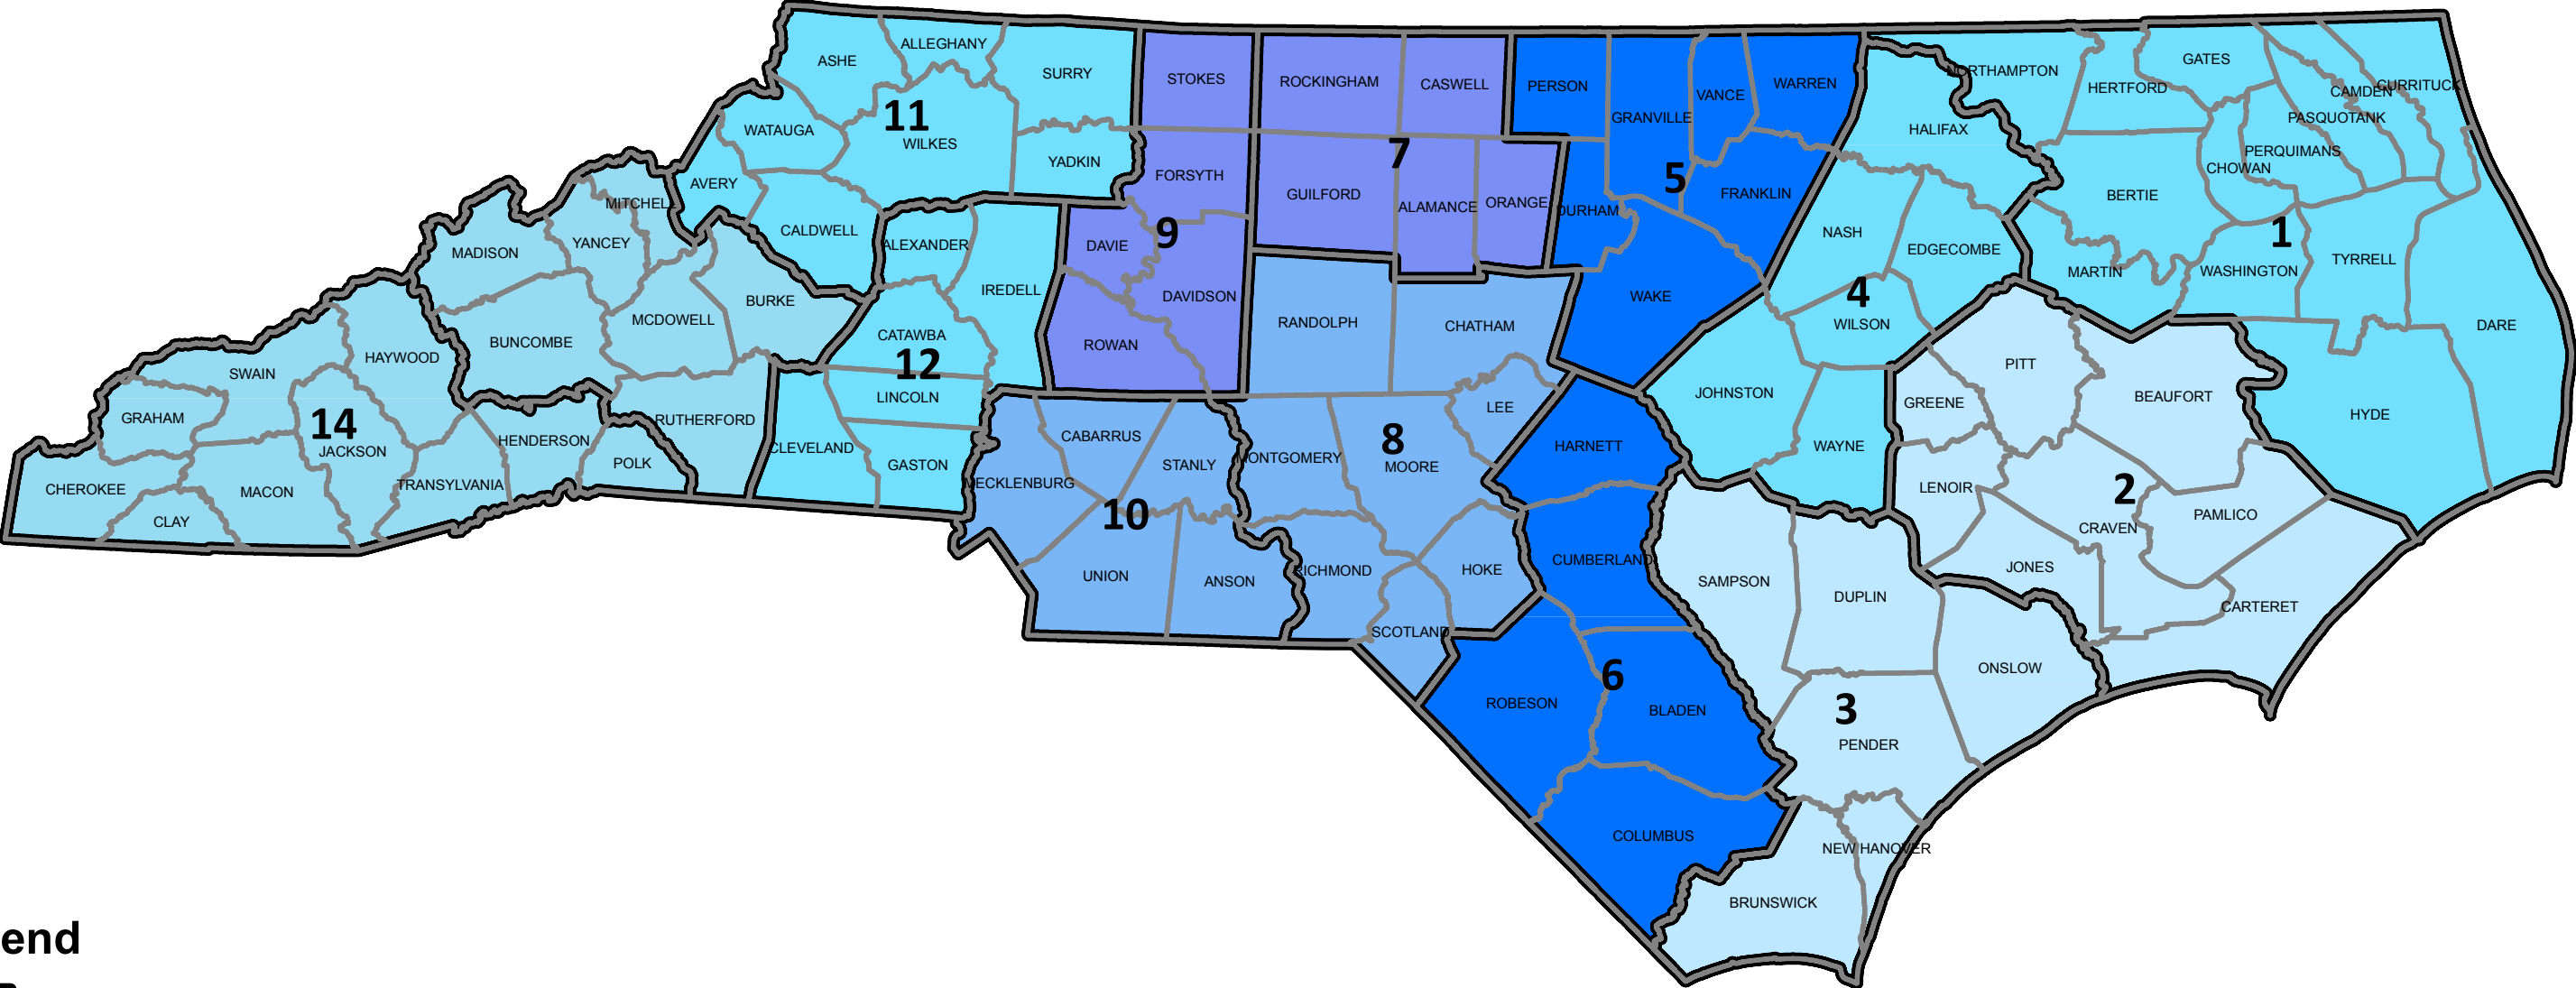 ALLEGHANY
ASHE
SURRY
STOKES
ROCKINGHAM
CASWELL
PERSON
GRANVILLE
VANCE
WARREN
NORTHAMPTON
HERTFORD
GATES
CAMDEN
CURRITUCK
PASQUOTANK
PERQUIMANS
CHOWAN
HALIFAX
BERTIE
11
WILKES
WATAUGA
YADKIN
AVERY
CALDWELL
MITCHELL
YANCEY
MADISON
FORSYTH
9
DAVIE
DAVIDSON
ROWAN
7
GUILFORD
ALAMANCE
ORANGE
5
DURHAM
FRANKLIN
WAKE
NASH
EDGECOMBE
4
WILSON
MARTIN
WASHINGTON
1
TYRRELL
DARE
HYDE
ALEXANDER
IREDELL
CATAWBA
12
LINCOLN
CLEVELAND
GASTON
BURKE
MCDOWELL
BUNCOMBE
RUTHERFORD
HAYWOOD
SWAIN
GRAHAM
14
JACKSON
HENDERSON
POLK
TRANSYLVANIA
MACON
CHEROKEE
CLAY
RANDOLPH
CHATHAM
LEE
8
MOORE
MONTGOMERY
CABARRUS
STANLY
MECKLENBURG
10
UNION
ANSON
RICHMOND
HOKE
SCOTLAND
HARNETT
CUMBERLAND
6
ROBESON
BLADEN
COLUMBUS
JOHNSTON
WAYNE
PITT
GREENE
BEAUFORT
LENOIR
2
CRAVEN
PAMLICO
JONES
CARTERET
SAMPSON
DUPLIN
ONSLOW
3
PENDER
NEW HANOVER
BRUNSWICK
end